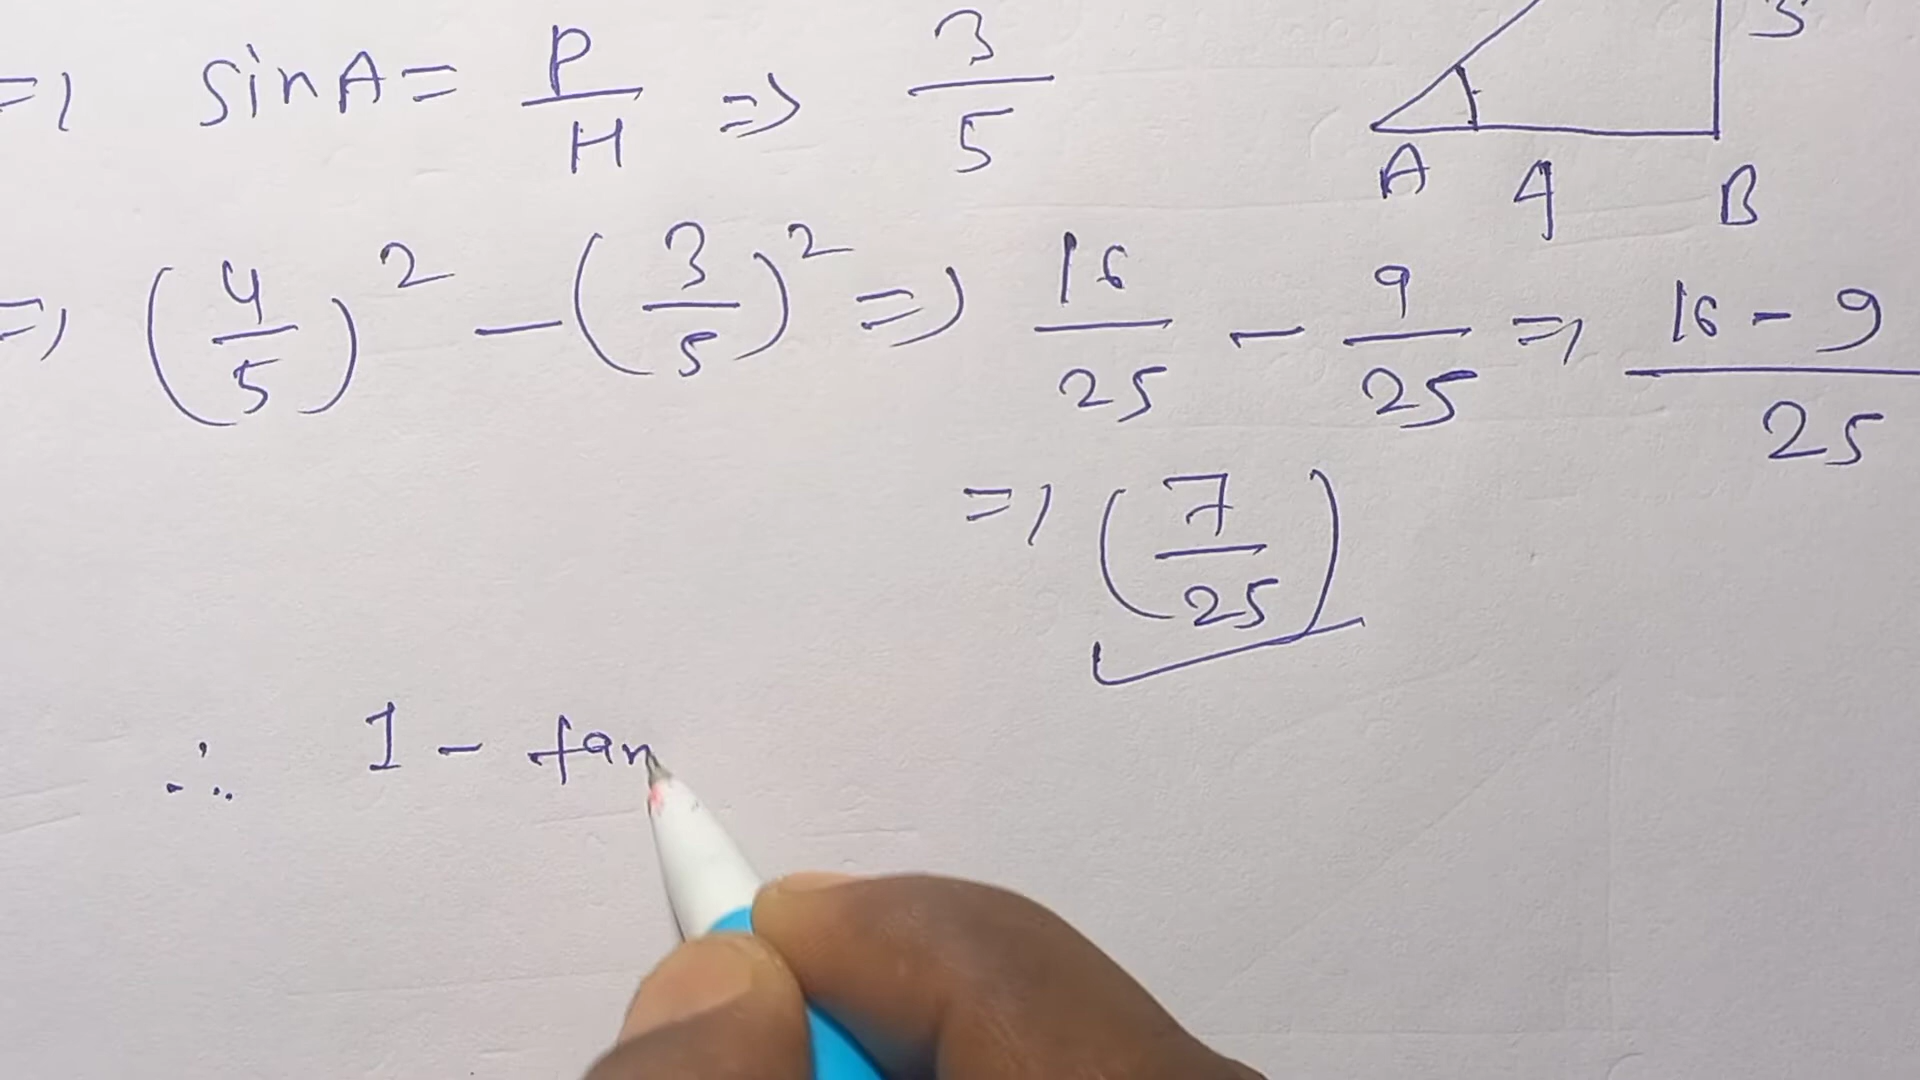 => sinA = P/H => 3/5
3
A 4 B
=> (4/5)² - (3/5)² => 16/25 - 9/25 => 16 - 9/25
=> (7/25)
∴ 1 - tan